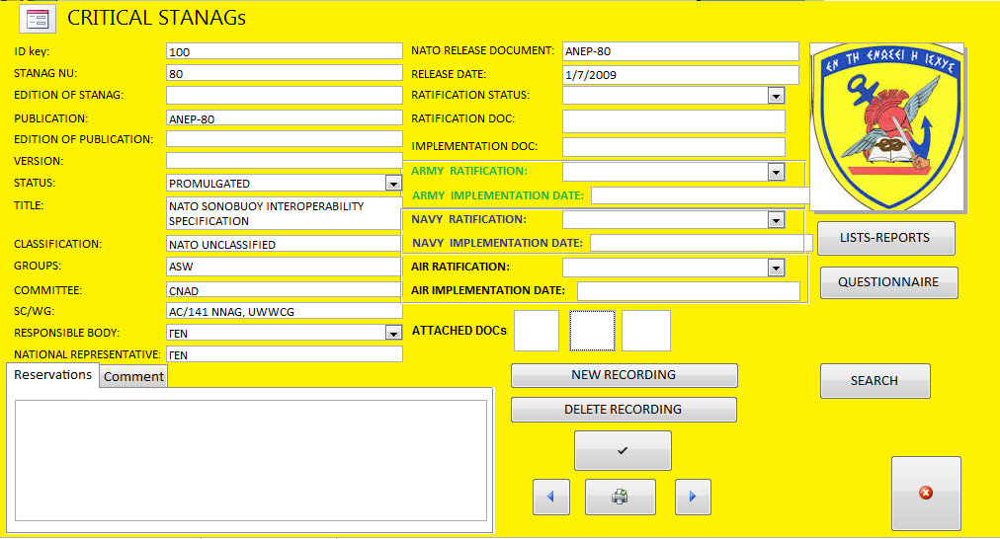 CRITICAL STANAGs
ID key: 100
STANAG NU: 80
EDITION OF STANAG:
PUBLICATION: ANEP-80
EDITION OF PUBLICATION:
VERSION:
STATUS: PROMULGATED
TITLE: NATO SONOBUOY INTEROPERABILITY
SPECIFICATION
CLASSIFICATION: NATO UNCLASSIFIED
GROUPS: ASW
COMMITTEE: CNAD
SC/WG: AC/141 NNAG, UWWCG
RESPONSIBLE BODY: ΓΕΝ
NATIONAL REPRESENTATIVE: ΓΕΝ
Reservations Comment
NATO RELEASE DOCUMENT: ANEP-80
RELEASE DATE: 1/7/2009
RATIFICATION STATUS:
RATIFICATION DOC:
IMPLEMENTATION DOC:
ARMY RATIFICATION:
ARMY IMPLEMENTATION DATE:
NAVY RATIFICATION:
NAVY IMPLEMENTATION DATE:
AIR RATIFICATION:
AIR IMPLEMENTATION DATE:
ATTACHED DOCs:
NEW RECORDING
DELETE RECORDING
ΕΝ ΤΗ ΕΝΩΣΕΙ Η ΙΣΧΥΣ
LISTS-REPORTS
QUESTIONNAIRE
SEARCH